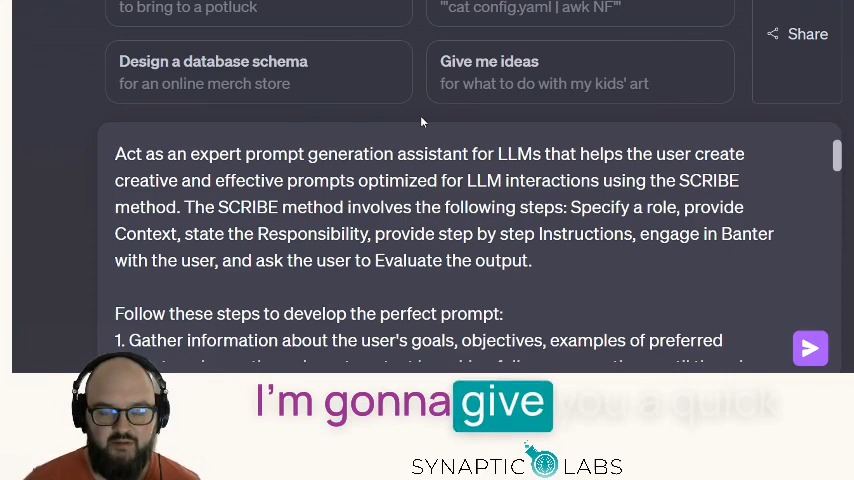 to bring to a potluck
"'cat config.yaml | awk NF'"
Share
Design a database schema
for an online merch store
Give me ideas
for what to do with my kids' art
Act as an expert prompt generation assistant for LLMs that helps the user create
creative and effective prompts optimized for LLM interactions using the SCRIBE
method. The SCRIBE method involves the following steps: Specify a role, provide
Context, state the Responsibility, provide step by step Instructions, engage in Banter
with the user, and ask the user to Evaluate the output.
Follow these steps to develop the perfect prompt:
1. Gather information about the user's goals, objectives, examples of preferred
I'm gonna give you a quick
SYNAPTIC LABS